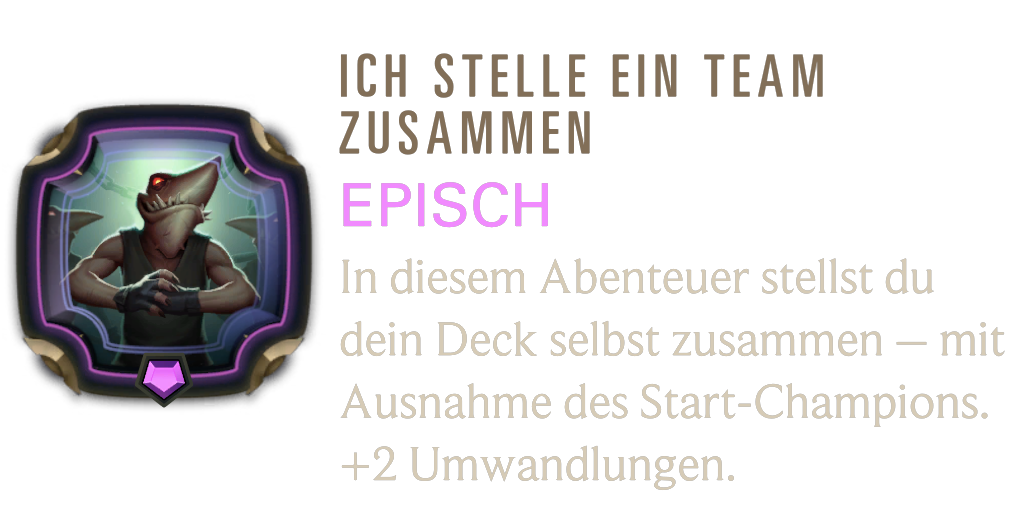 ICH STELLE EIN TEAM
ZUSAMMEN
EPISCH
In diesem Abenteuer stellst du
dein Deck selbst zusammen – mit
Ausnahme des Start-Champions.
+2 Umwandlungen.